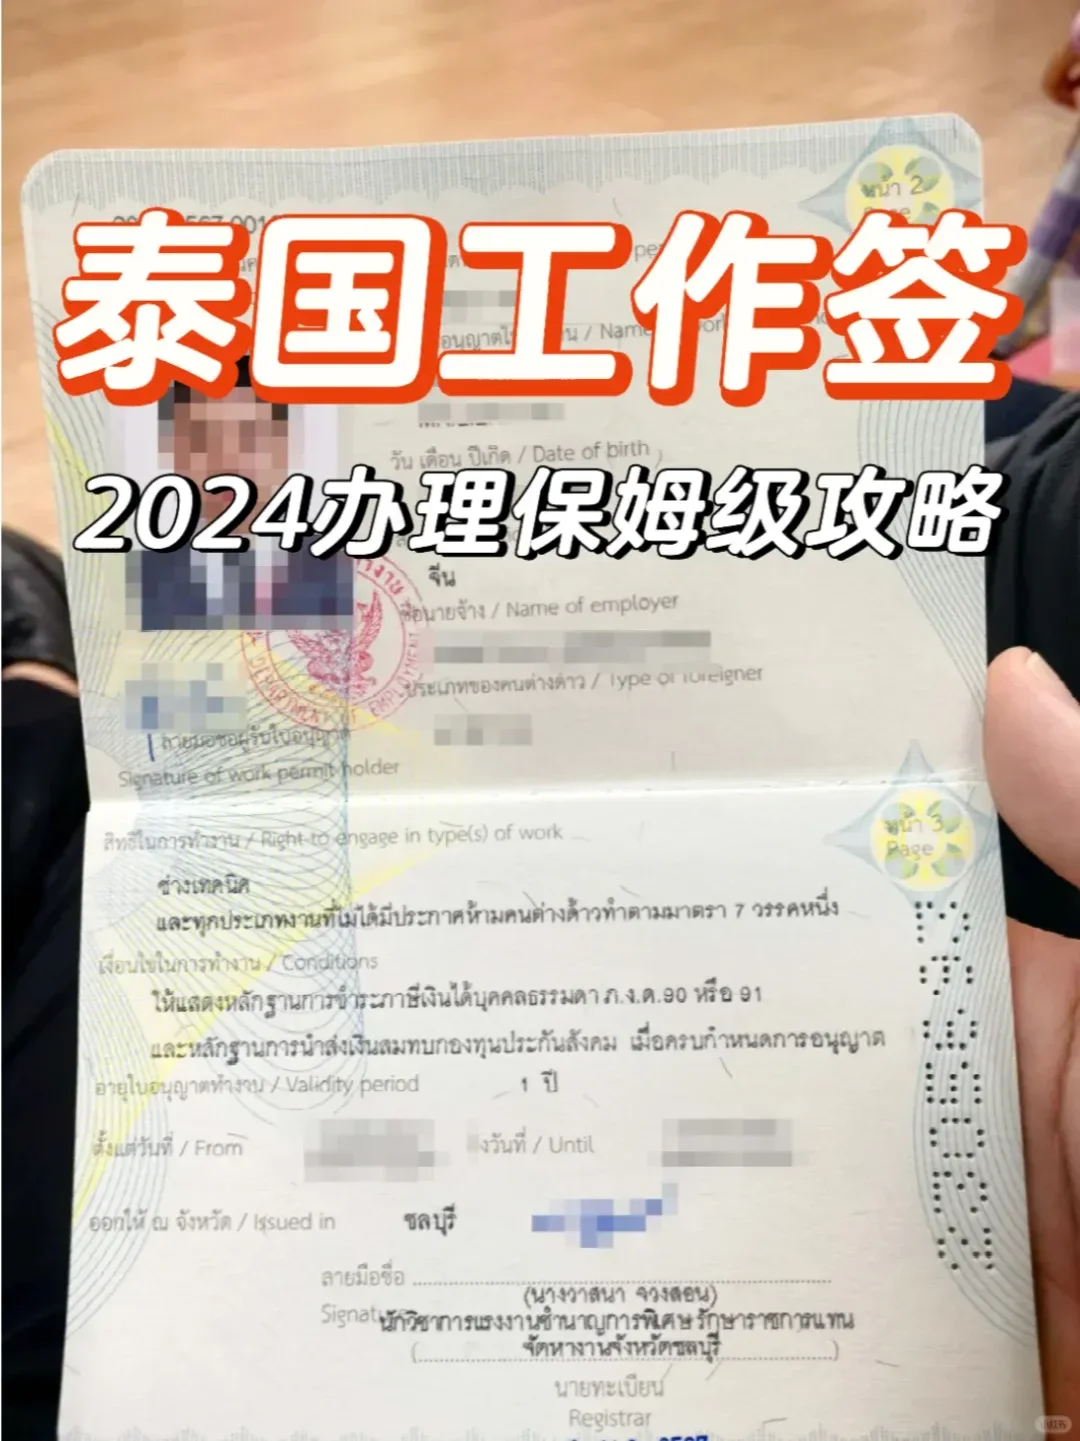 หน้า 2
Page
泰国工作签
วัน เดือน ปีเกิด / Date of birth
2024办理保姆级攻略
จีน
ชื่อนายจ้าง / Name of employer
ประเภทของคนต่างด้าว / Type of foreigner
DEPARTMENT OF EMPLOYMENT
ลายมือชื่อผู้รับใบอนุญาต
Signature of work permit holder
หน้า 3
Page
สิทธิในการทำงาน / Right to engage in type(s) of work
ช่างเทคนิค
และทุกประเภทงานที่ไม่ได้มีประกาศห้ามคนต่างด้าวทำตามมาตรา 7 วรรคหนึ่ง
เงื่อนไขในการทำงาน / Conditions
ให้แสดงหลักฐานการชำระภาษีเงินได้บุคคลธรรมดา ภ.ง.ด.90 หรือ 91
และหลักฐานการนำส่งเงินสมทบกองทุนประกันสังคม เมื่อครบกำหนดการอนุญาต
อายุใบอนุญาตทำงาน / Validity period 1 ปี
ตั้งแต่วันที่ / From ถึงวันที่ / Until
ออกให้ ณ จังหวัด / Issued in ชลบุรี
ลายมือชื่อ
(นางวาสนา จวงสอน)
Signature นักวิชาการแรงงานชำนาญการพิเศษ รักษาราชการแทน
จัดหางานจังหวัดชลบุรี
นายทะเบียน
Registrar
小红书